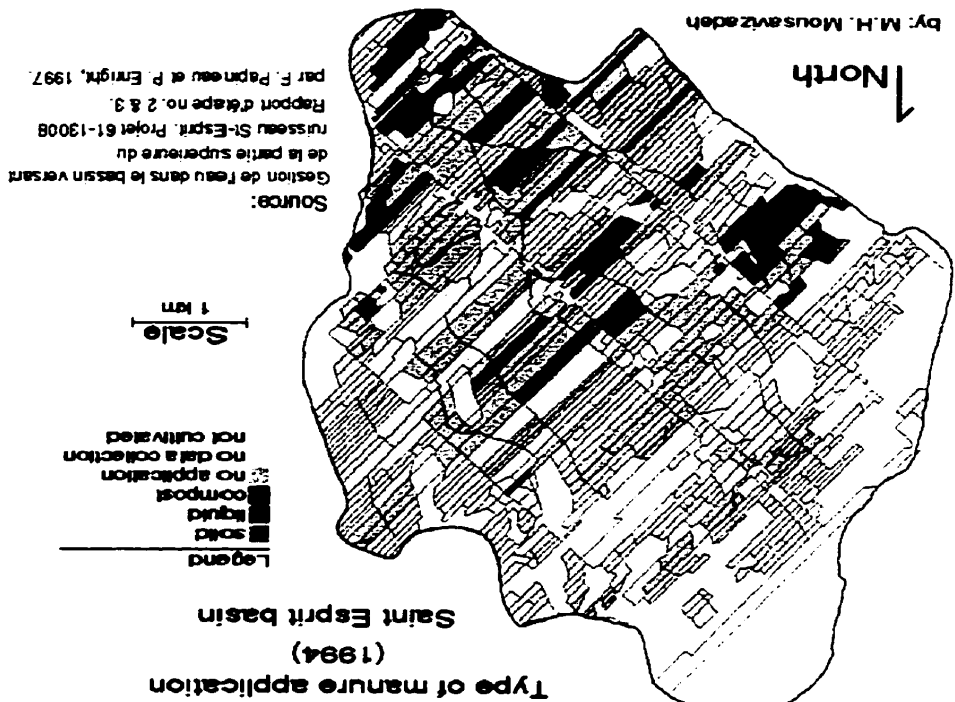 Type of manure application
(1994)
Saint Esprit basin
Legend
solid
liquid
compost
no application
no data collection
not cultivated
Scale
1 km
Source:
Gestion de l'eau dans le bassin versant
de la partie superieure du
ruisseau St-Esprit. Projet 61-13008
Rapport d'étape no. 2 & 3.
par F. Papineau et P. Enright, 1997.
North
by: M.H. Mousavizadeh